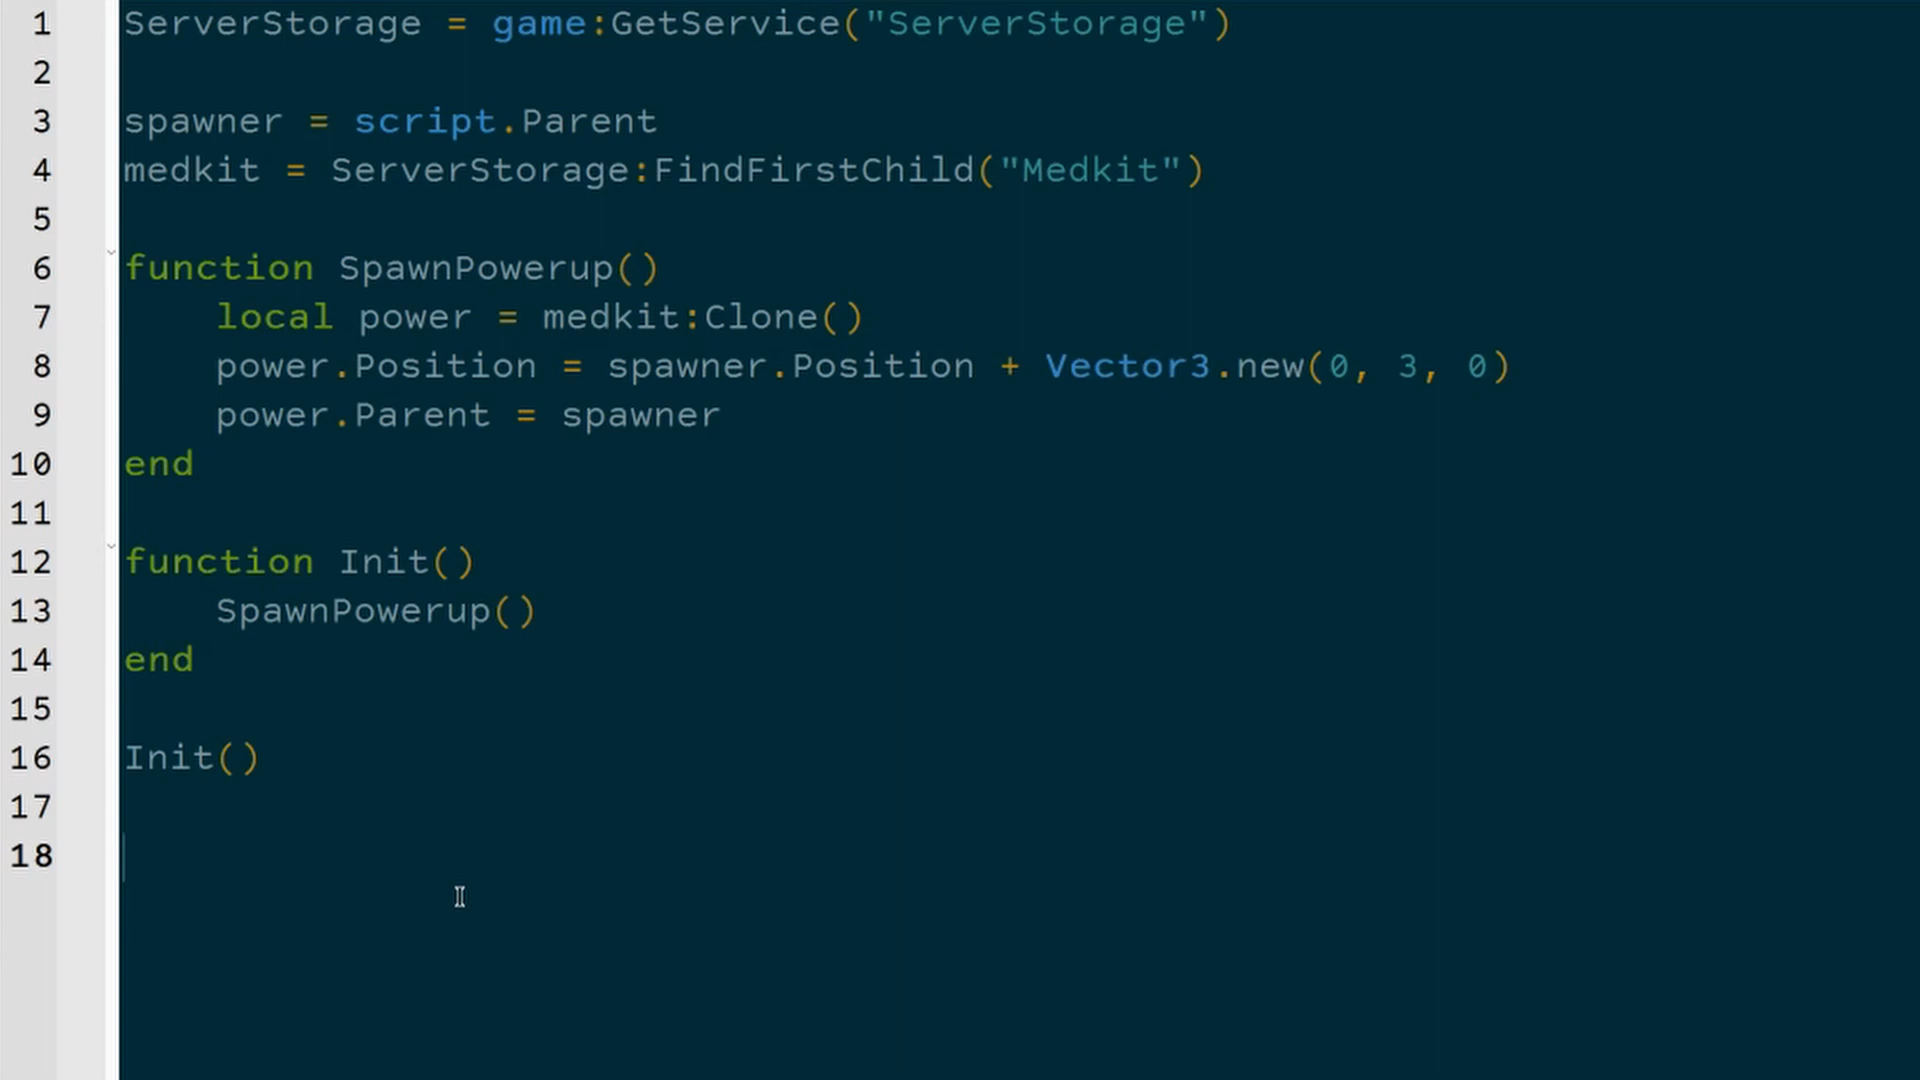 1 ServerStorage = game:GetService("ServerStorage")
2
3 spawner = script.Parent
4 medkit = ServerStorage:FindFirstChild("Medkit")
5
6 function SpawnPowerup()
7     local power = medkit:Clone()
8     power.Position = spawner.Position + Vector3.new(0, 3, 0)
9     power.Parent = spawner
10 end
11
12 function Init()
13     SpawnPowerup()
14 end
15
16 Init()
17
18